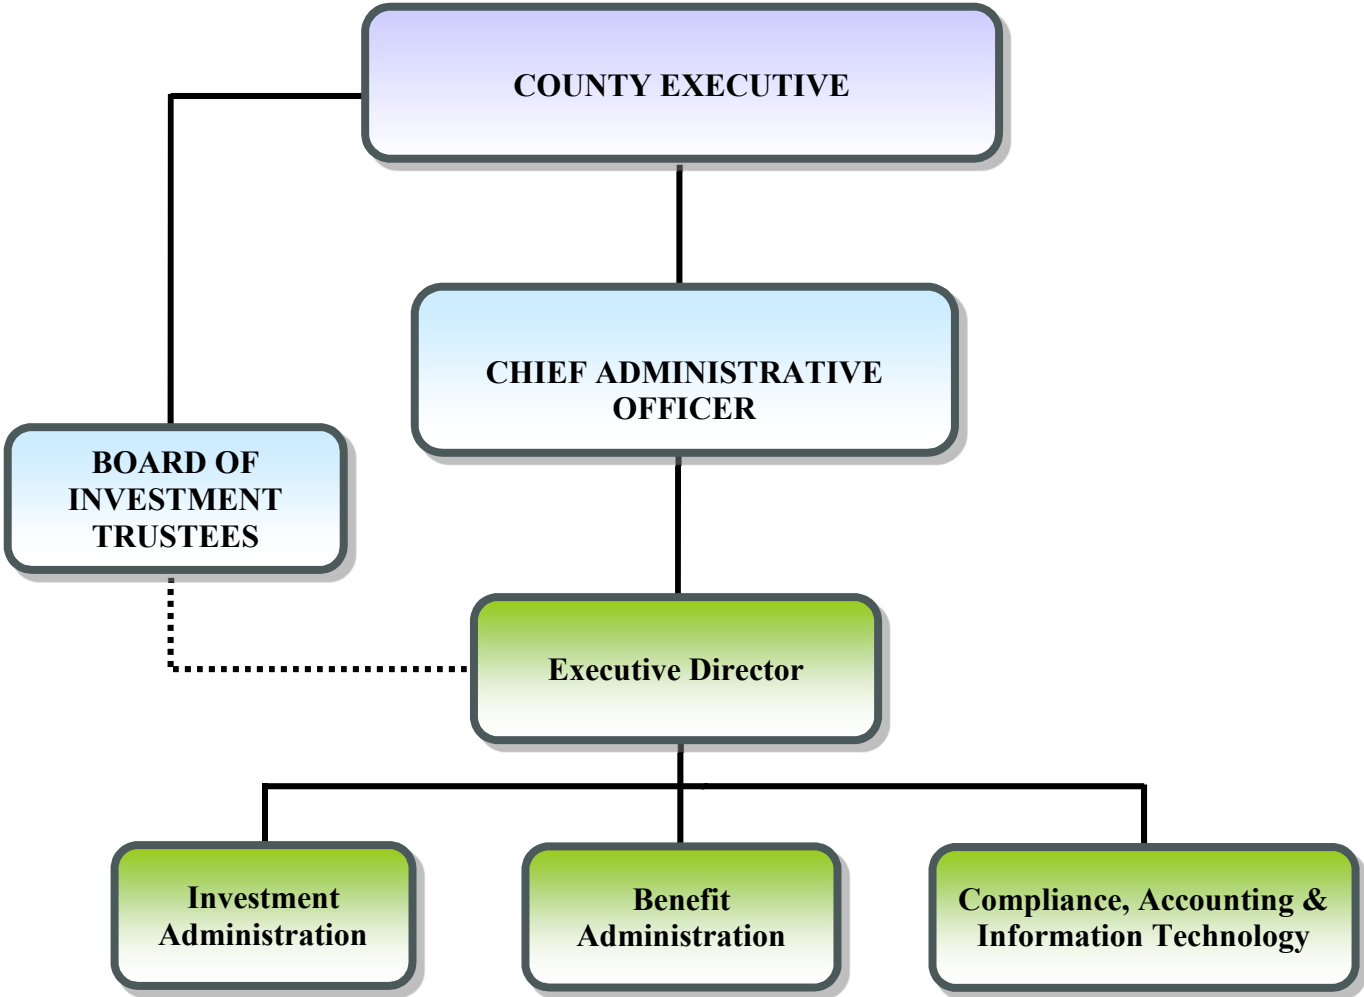 COUNTY EXECUTIVE
CHIEF ADMINISTRATIVE
OFFICER
BOARD OF
INVESTMENT
TRUSTEES
Executive Director
Investment
Administration
Benefit
Administration
Compliance, Accounting &
Information Technology